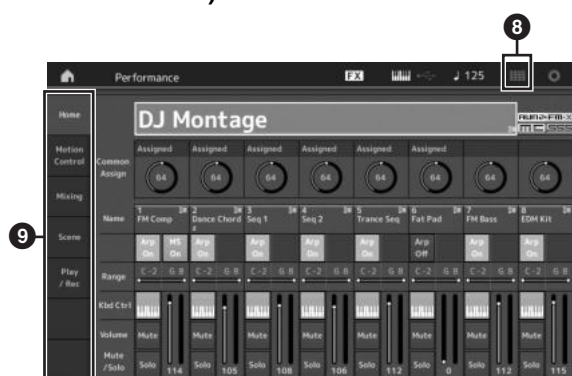 8
Performance FX 125
Home
DJ Montage
AWM2 FM-X
MC SSS
Motion Control
Common Assign
Assigned Assigned Assigned Assigned Assigned Assigned
64 64 64 64 64 64 64 64
Mixing
Name
1 FM Comp
2 Dance Chord
3 Seq 1
4 Seq 2
5 Trance Seq
6 Fat Pad
7 FM Bass
8 EDM Kit
9
Scene
Arp On MS On Arp On Arp On Arp On Arp On Arp Off Arp On Arp On
Play / Rec
Range C -2 G 8 C -2 G 8 C -2 G 8 C -2 G 8 C -2 G 8 C -2 G 8 C -2 G 8 C -2 G 8
Kbd Ctrl
Volume Mute Mute Mute Mute Mute Mute Mute Mute
Mute /Solo Solo 114 Solo 105 Solo 108 Solo 106 Solo 112 Solo 0 Solo 112 Solo 115